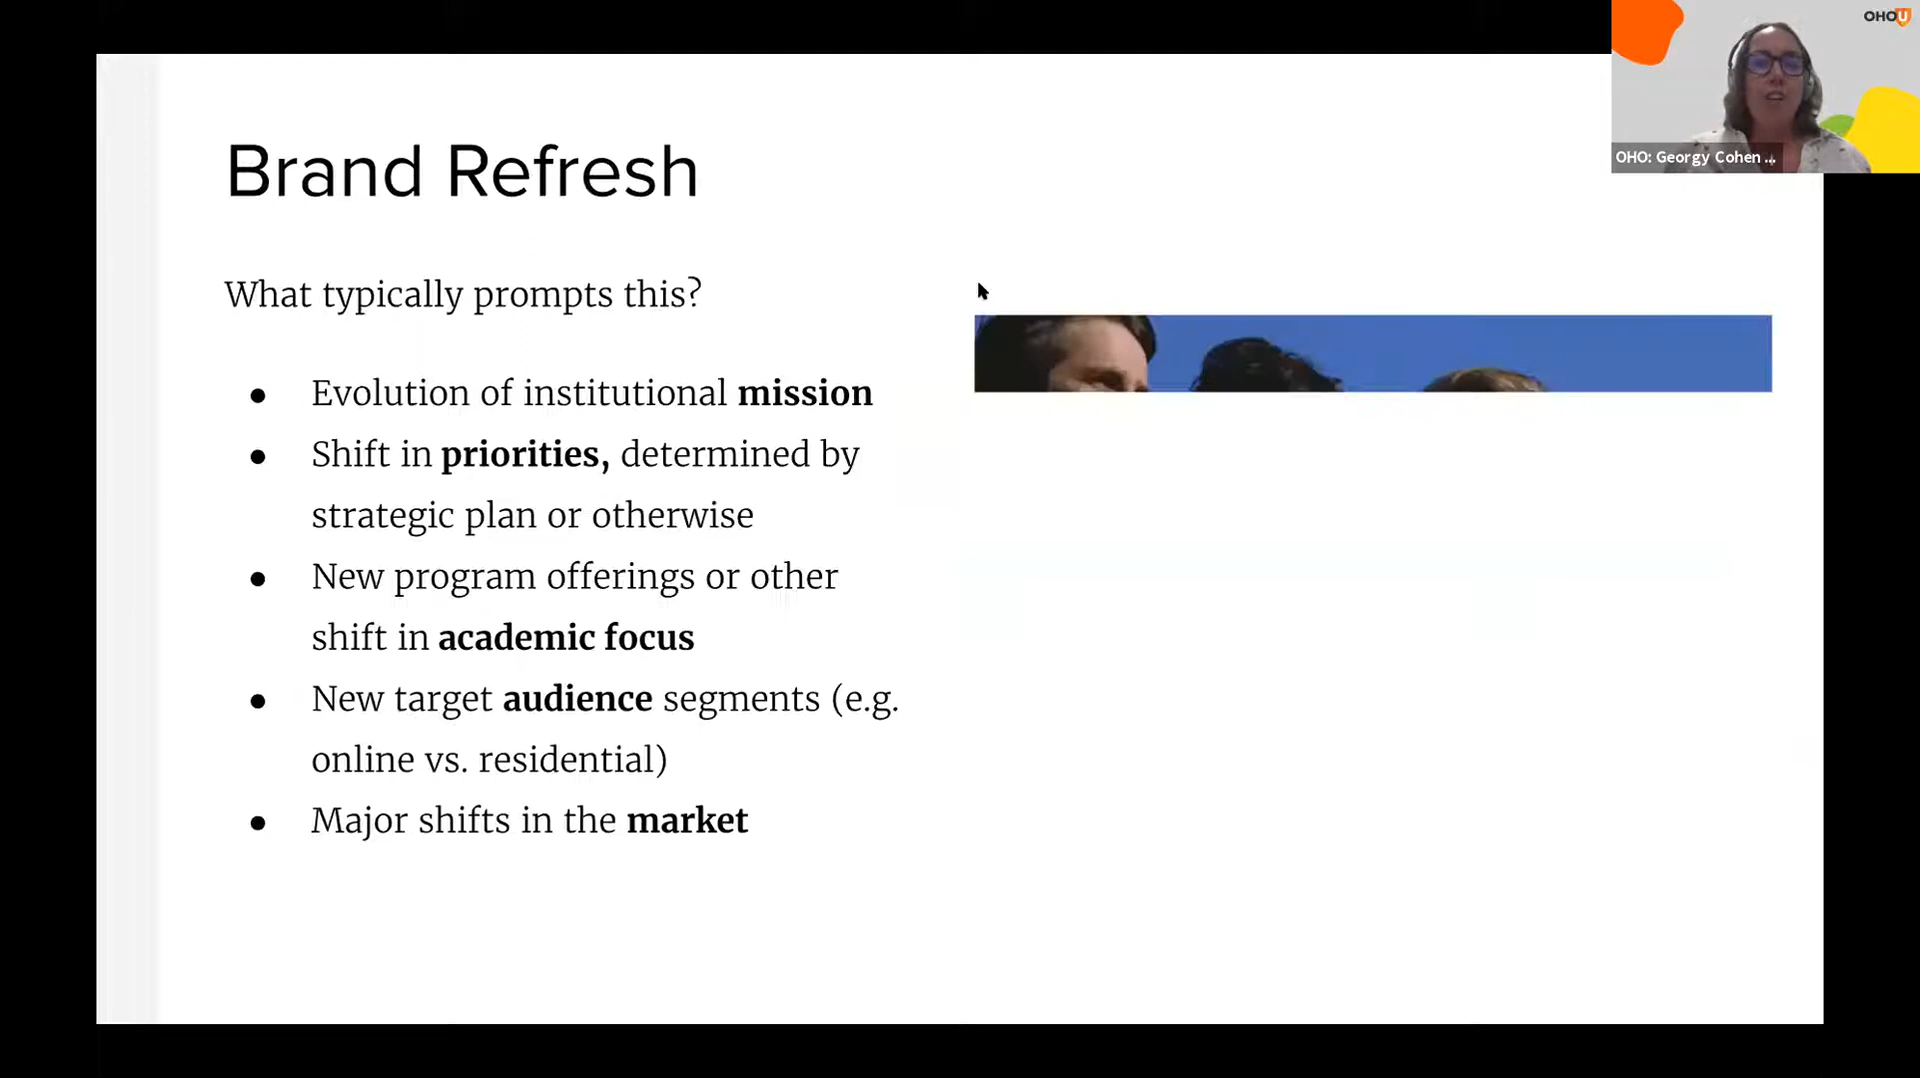 OHOU
OHO: Georgy Cohen ...
Brand Refresh
What typically prompts this?
● Evolution of institutional mission
● Shift in priorities, determined by
strategic plan or otherwise
● New program offerings or other
shift in academic focus
● New target audience segments (e.g.
online vs. residential)
● Major shifts in the market